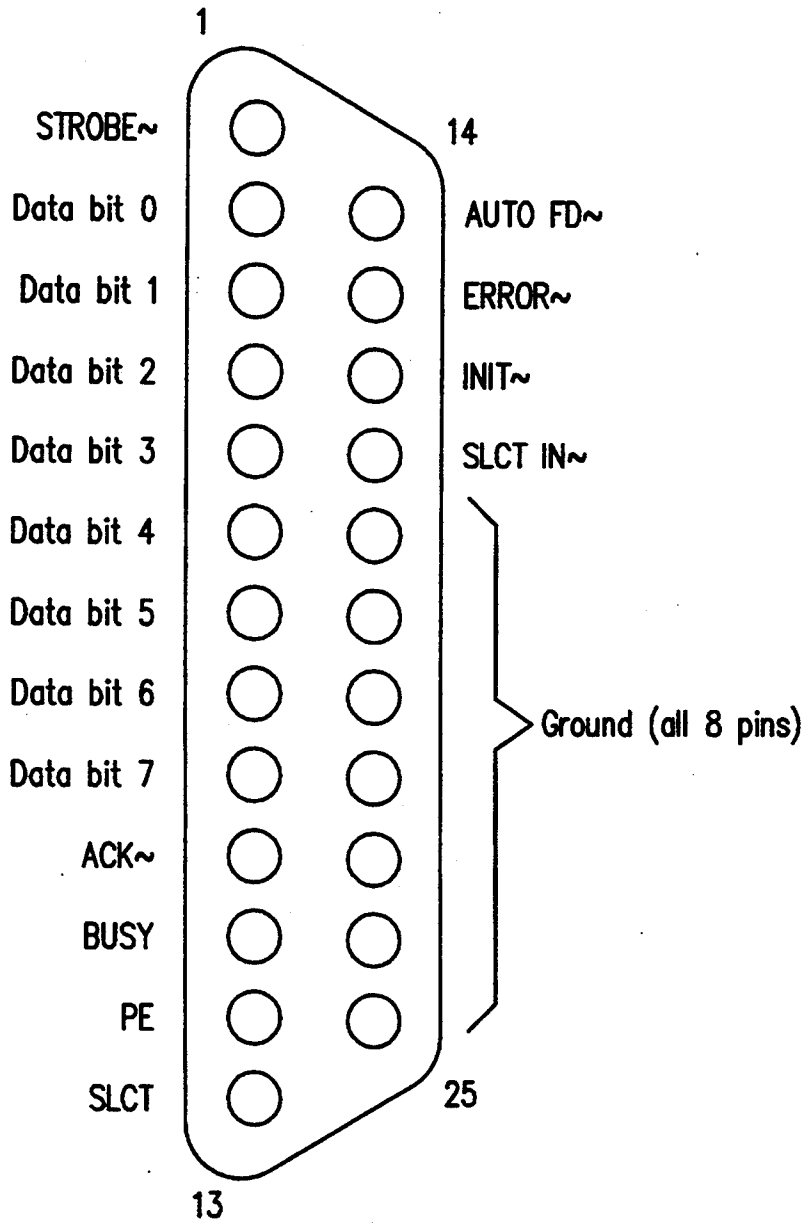 1
STROBE~
14
Data bit 0
AUTO FD~
Data bit 1
ERROR~
Data bit 2
INIT~
Data bit 3
SLCT IN~
Data bit 4
Data bit 5
Data bit 6
Ground (all 8 pins)
Data bit 7
ACK~
BUSY
PE
SLCT
25
13